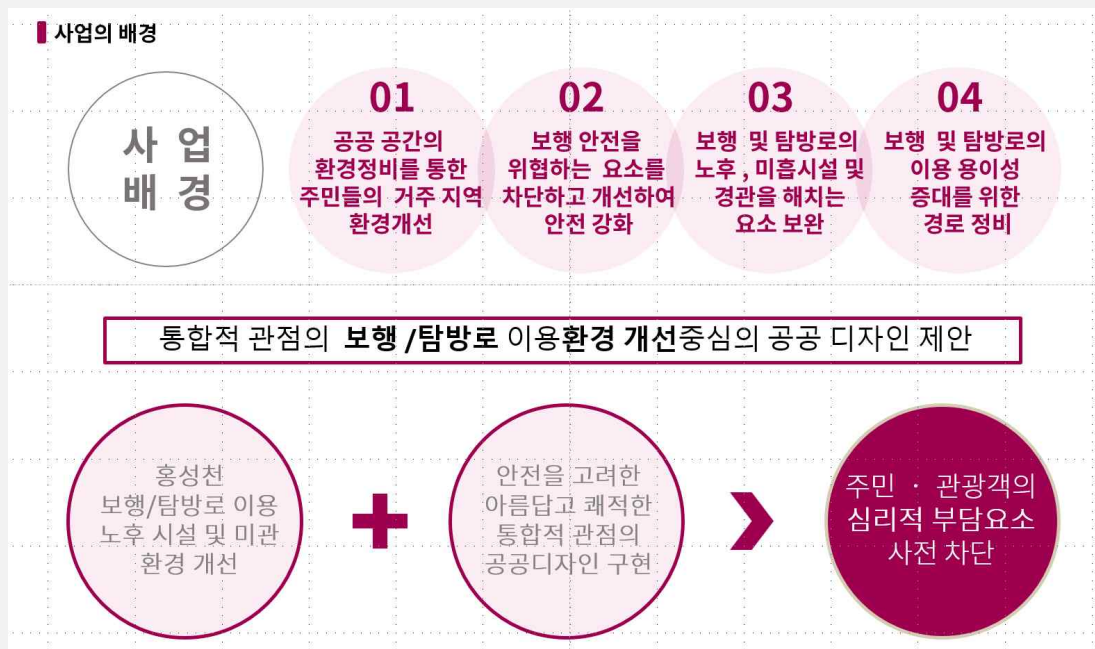 사업의 배경
사 업
배 경
01
공공 공간의
환경정비를 통한
주민들의 거주 지역
환경개선
02
보행 안전을
위협하는 요소를
차단하고 개선하여
안전 강화
03
보행 및 탐방로의
노후 , 미흡시설 및
경관을 해치는
요소 보완
04
보행 및 탐방로의
이용 용이성
증대를 위한
경로 정비
통합적 관점의 보행 /탐방로 이용환경 개선중심의 공공 디자인 제안
홍성천
보행/탐방로 이용
노후 시설 및 미관
환경 개선
+
안전을 고려한
아름답고 쾌적한
통합적 관점의
공공디자인 구현
주민 · 관광객의
심리적 부담요소
사전 차단